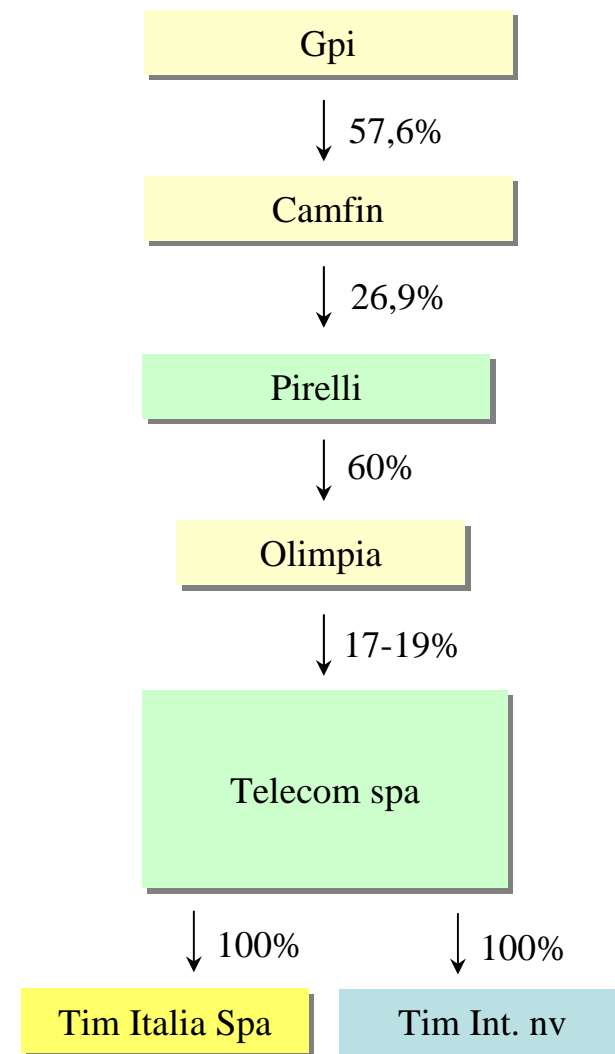 Gpi
57,6%
Camfin
26,9%
Pirelli
60%
Olimpia
17-19%
Telecom spa
100%
100%
Tim Italia Spa
Tim Int. nv